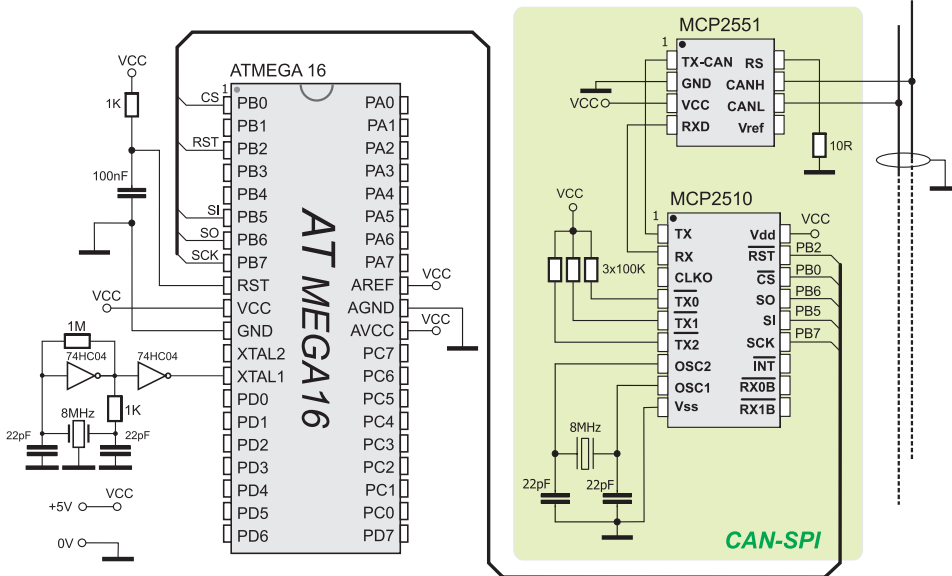 VCC
1K
100nF
VCC
1M
74HC04
74HC04
1K
8MHz
22pF
22pF
VCC
+5V
0V
CS
RST
SI
SO
SCK
ATMEGA 16
1
PB0
PB1
PB2
PB3
PB4
PB5
PB6
PB7
RST
VCC
GND
XTAL2
XTAL1
PD0
PD1
PD2
PD3
PD4
PD5
PD6
AT MEGA16
PA0
PA1
PA2
PA3
PA4
PA5
PA6
PA7
AREF
AGND
AVCC
PC7
PC6
PC5
PC4
PC3
PC2
PC1
PC0
PD7
VCC
VCC
MCP2551
1
TX-CAN
GND
VCC
RXD
RS
CANH
CANL
Vref
VCC
10R
MCP2510
1
TX
RX
CLKO
TX0
TX1
TX2
OSC2
OSC1
Vss
Vdd
RST
CS
SO
SI
SCK
INT
RX0B
RX1B
VCC
PB2
PB0
PB6
PB5
PB7
VCC
3x100K
8MHz
22pF
22pF
CAN-SPI